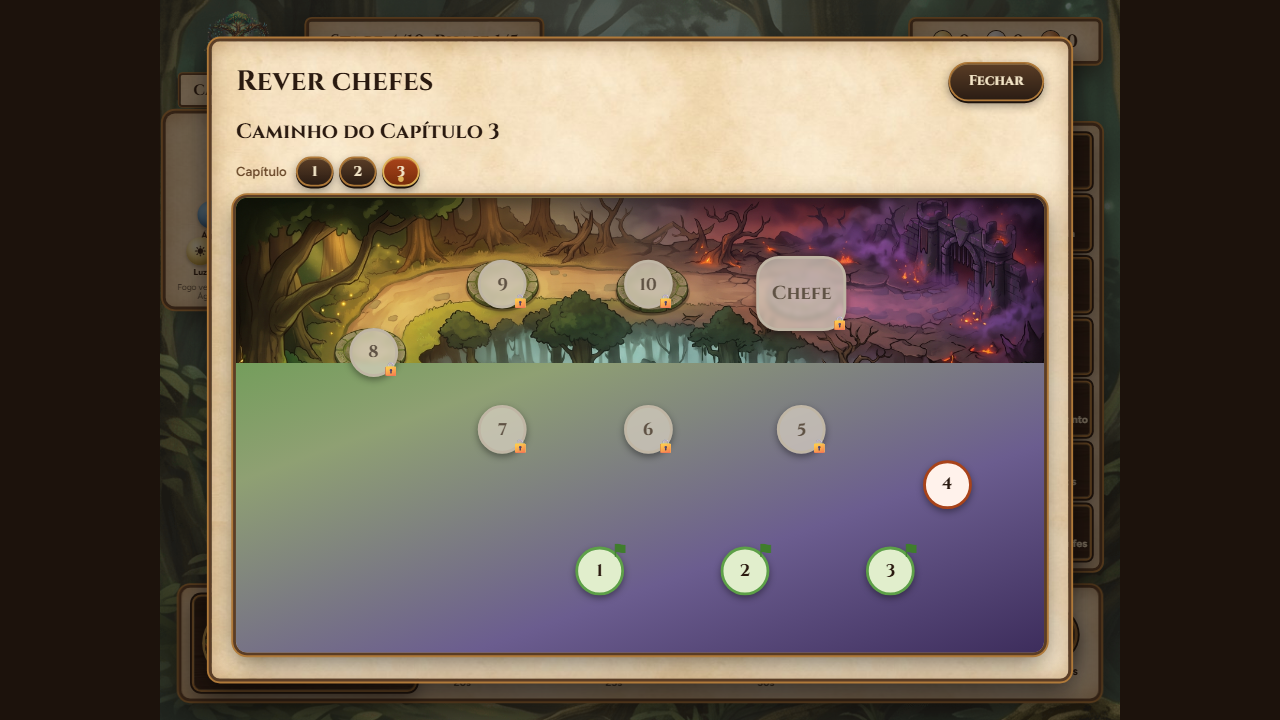 Rever chefes
Fechar
Caminho do Capítulo 3
Capítulo 1 2 3
9 10 Chefe
8
7 6 5
4
1 2 3